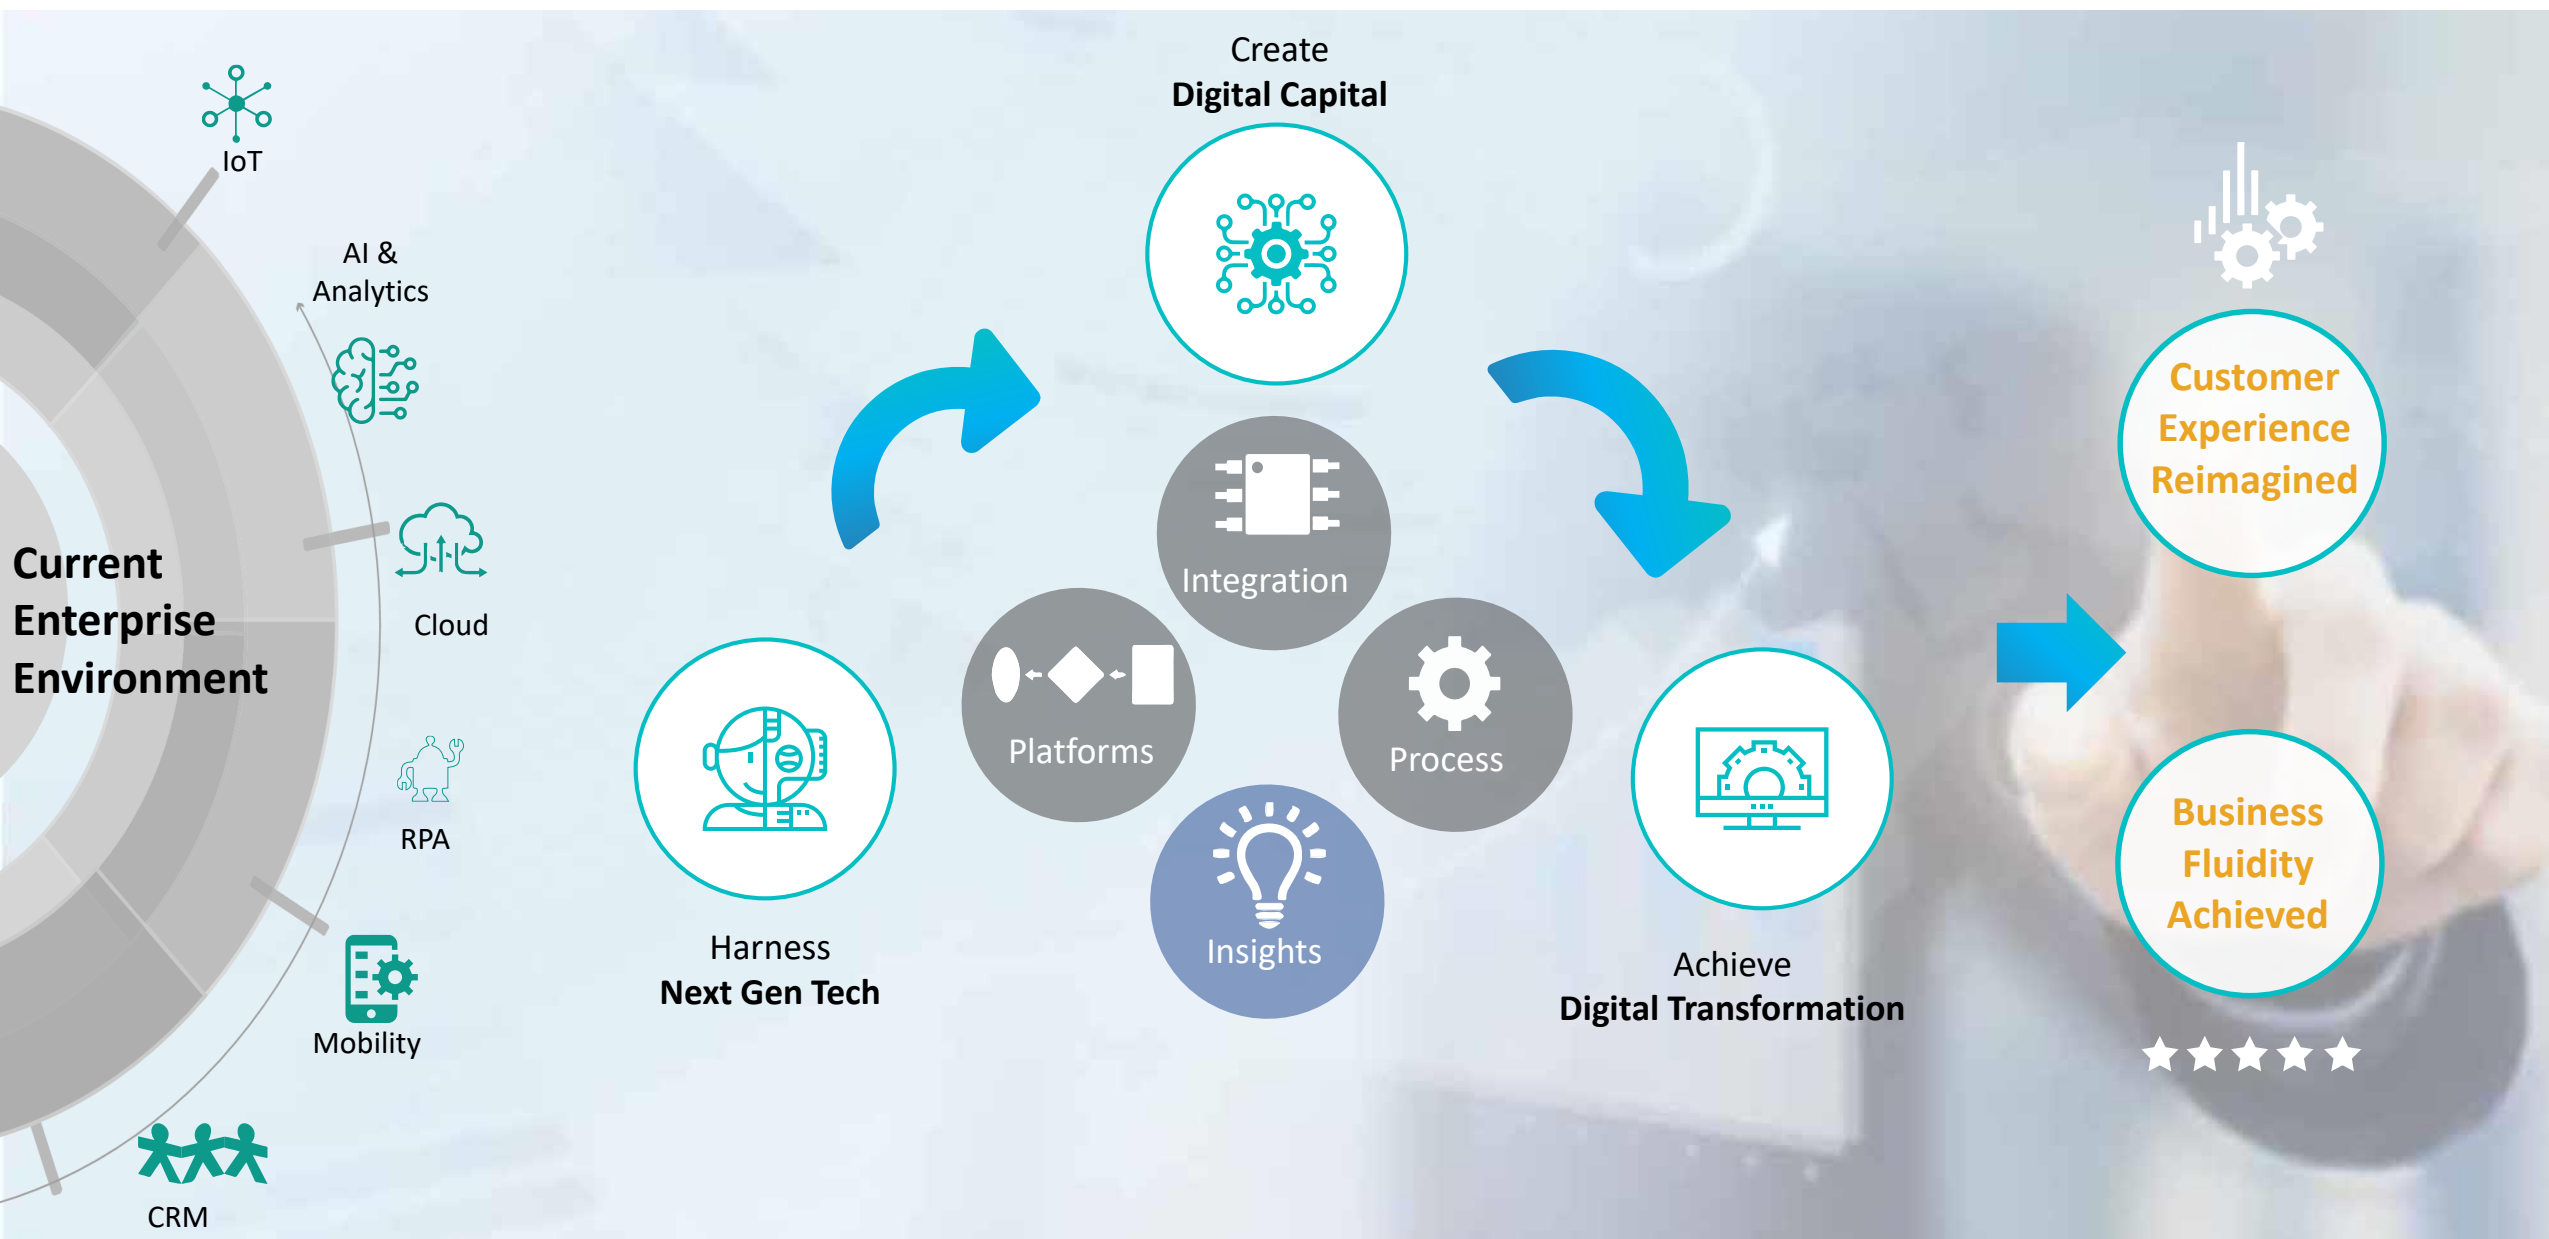 Current
Enterprise
Environment
IoT
AI &
Analytics
Cloud
RPA
Mobility
CRM
Harness
Next Gen Tech
Create
Digital Capital
Integration
Platforms
Process
Insights
Achieve
Digital Transformation
Customer
Experience
Reimagined
Business
Fluidity
Achieved